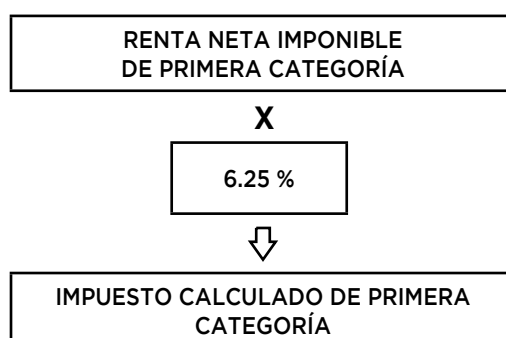 RENTA NETA IMPONIBLE
DE PRIMERA CATEGORÍA
X
6.25 %
IMPUESTO CALCULADO DE PRIMERA
CATEGORÍA